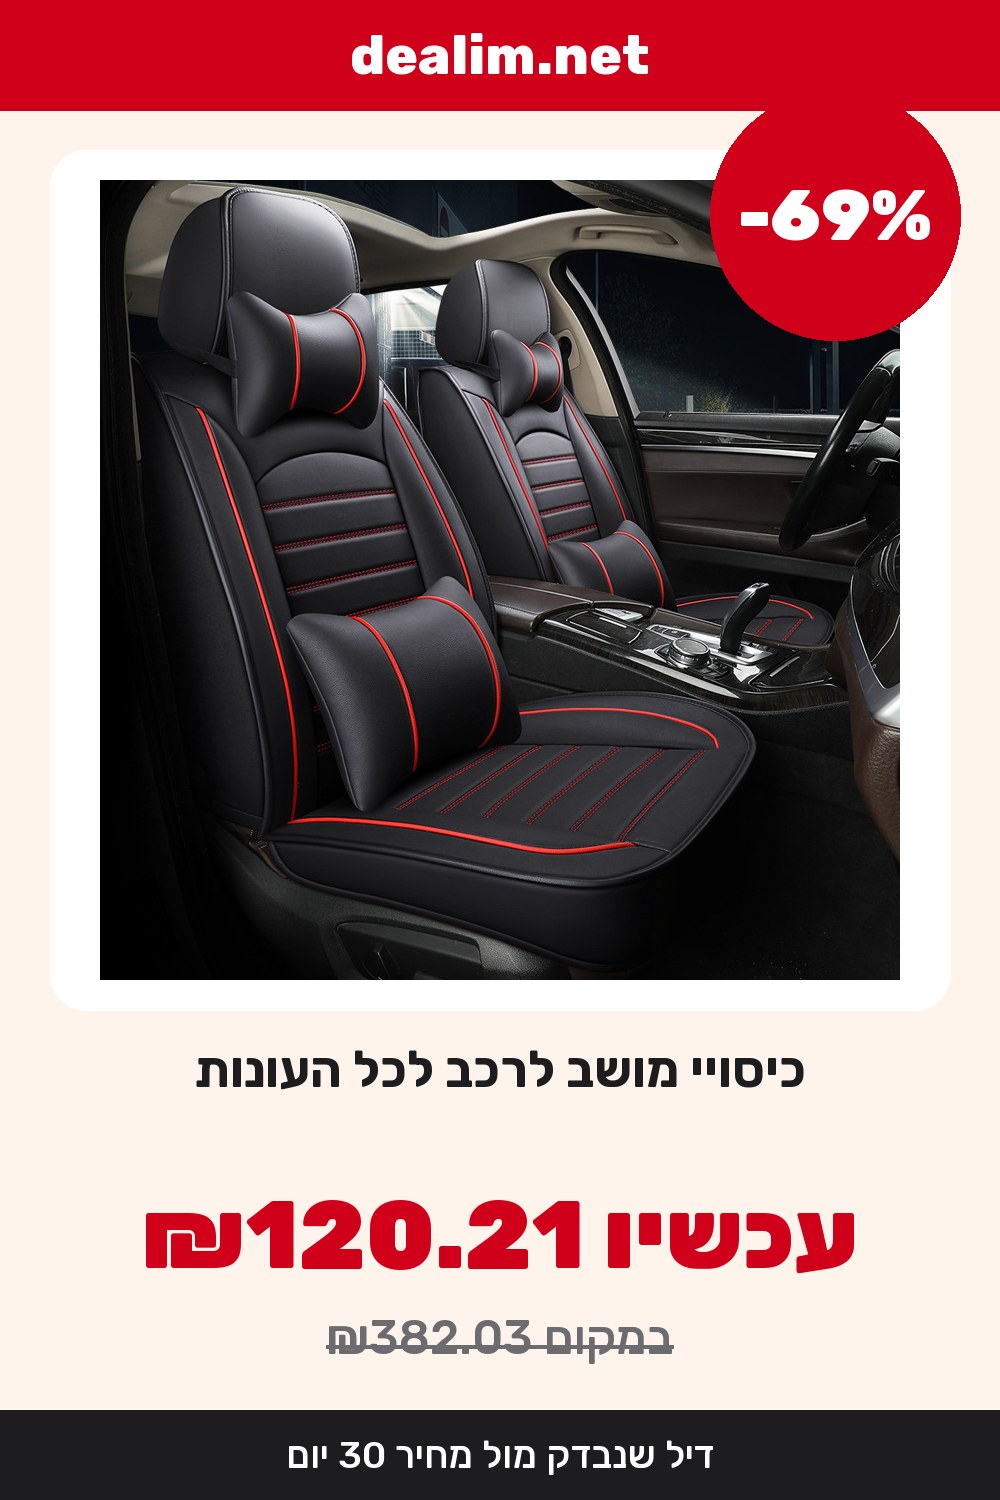 dealim.net
-69%
כיסויי מושב לרכב לכל העונות
עכשיו ₪120.21
במקום ₪382.03
דיל שנבדק מול מחיר 30 יום